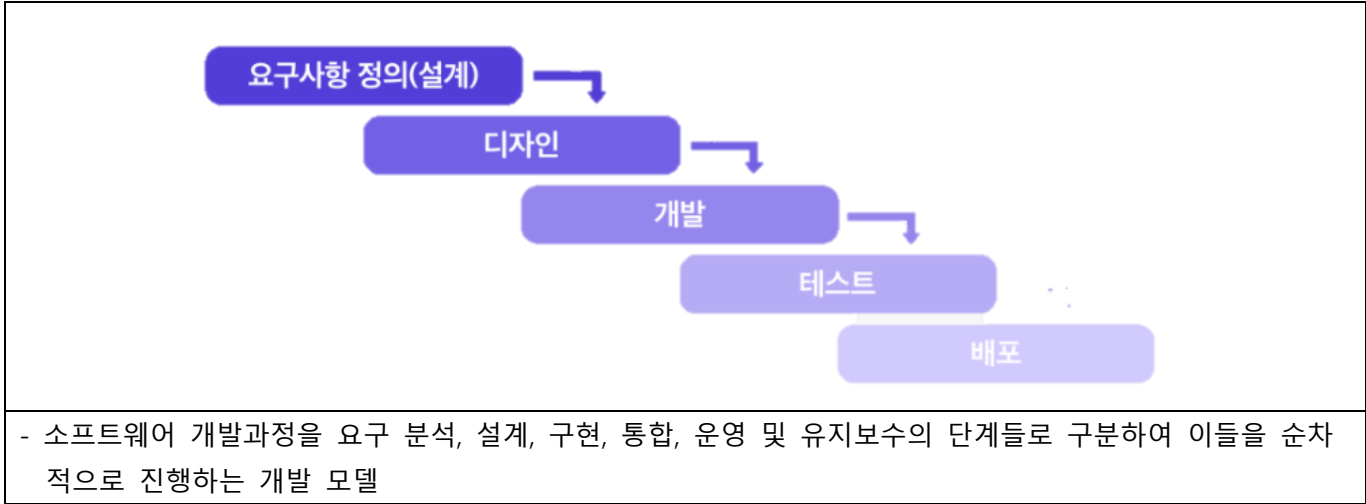 요구사항 정의(설계)
디자인
개발
테스트
배포
- 소프트웨어 개발과정을 요구 분석, 설계, 구현, 통합, 운영 및 유지보수의 단계들로 구분하여 이들을 순차
적으로 진행하는 개발 모델